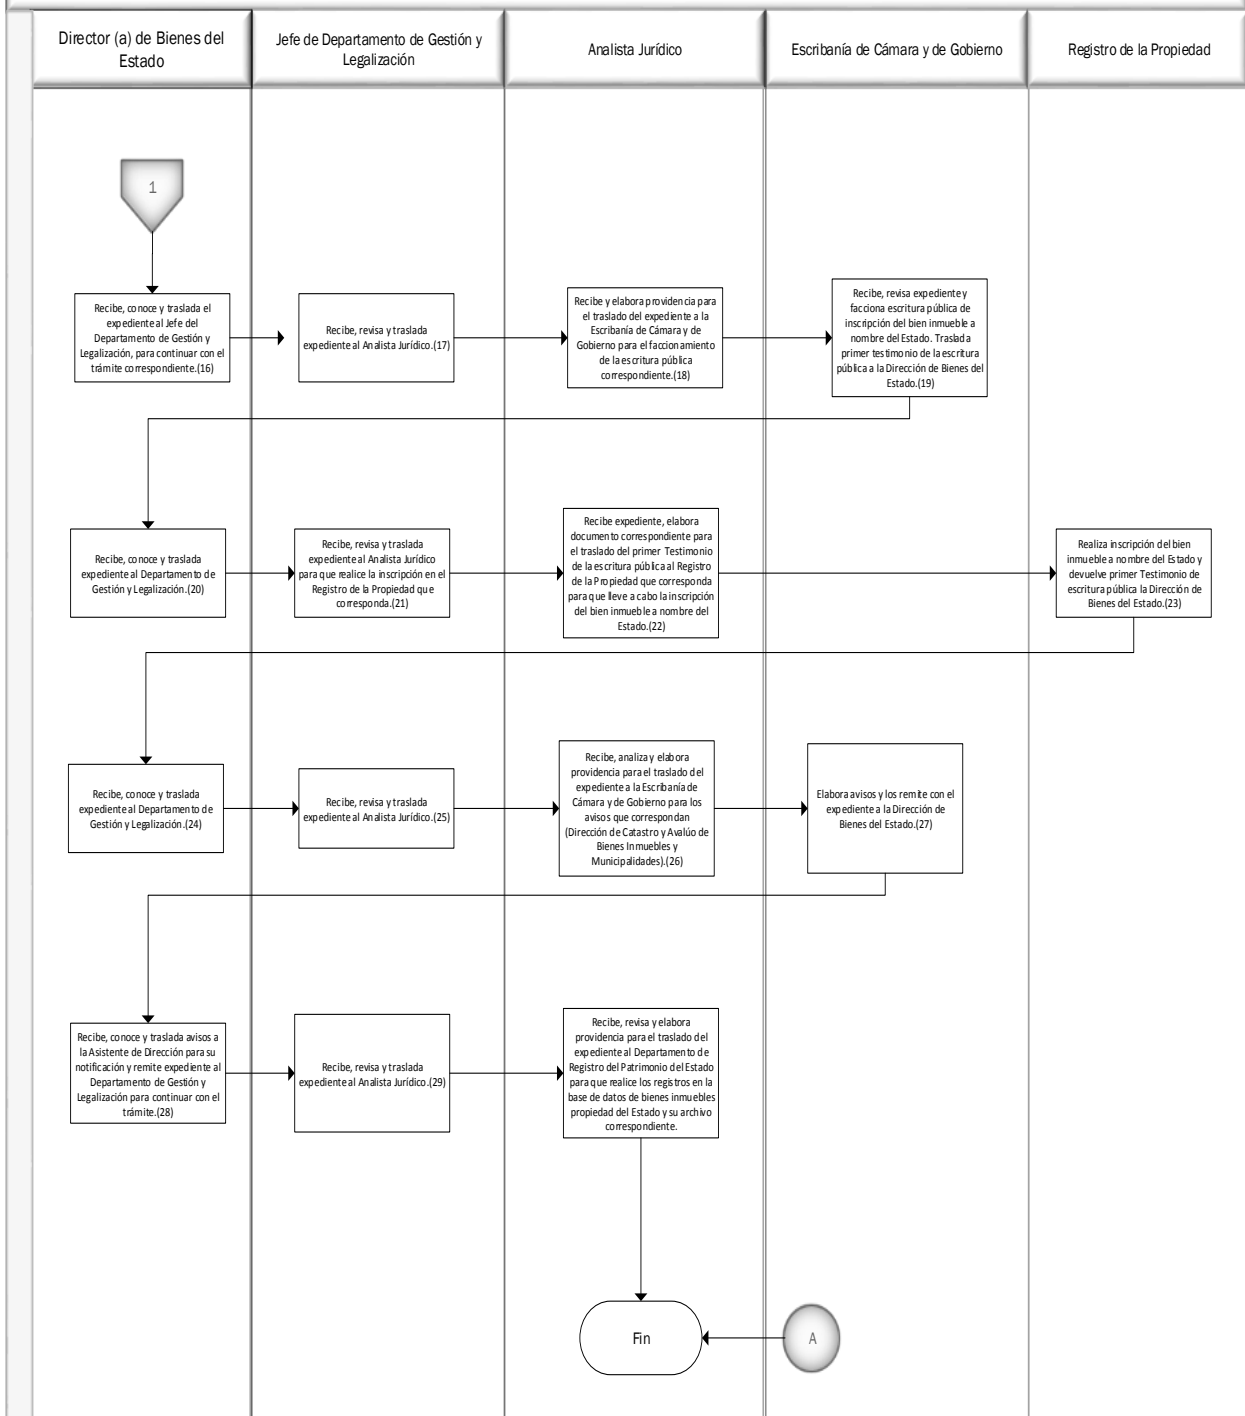 Director (a) de Bienes del
Estado
Jefe de Departamento de Gestión y
Legalización
Analista Jurídico
Escribanía de Cámara y de Gobierno
Registro de la Propiedad
1
Recibe, conoce y traslada el
expediente al Jefe del
Departamento de Gestión y
Legalización, para continuar con el
trámite correspondiente.(16)
Recibe, revisa y traslada
expediente al Analista Jurídico.(17)
Recibe y elabora providencia para
el traslado del expediente a la
Escribanía de Cámara y de
Gobierno para el faccionamiento
de la escritura pública
correspondiente.(18)
Recibe, revisa expediente y
facciona escritura pública de
inscripción del bien inmueble a
nombre del Estado. Traslada
primer testimonio de la escritura
pública a la Dirección de Bienes del
Estado.(19)
Recibe, conoce y traslada
expediente al Departamento de
Gestión y Legalización.(20)
Recibe, revisa y traslada
expediente al Analista Jurídico
para que realice la inscripción en el
Registro de la Propiedad que
corresponda.(21)
Recibe expediente, elabora
documento correspondiente para
el traslado del primer Testimonio
de la escritura pública al Registro
de la Propiedad que corresponda
para que lleve a cabo la inscripción
del bien inmueble a nombre del
Estado.(22)
Realiza inscripción del bien
inmueble a nombre del Estado y
devuelve primer Testimonio de
escritura pública la Dirección de
Bienes del Estado.(23)
Recibe, conoce y traslada
expediente al Departamento de
Gestión y Legalización.(24)
Recibe, revisa y traslada
expediente al Analista Jurídico.(25)
Recibe, analiza y elabora
providencia para el traslado del
expediente a la Escribanía de
Cámara y de Gobierno para los
avisos que correspondan
(Dirección de Catastro y Avalúo de
Bienes Inmuebles y
Municipalidades).(26)
Elabora avisos y los remite con el
expediente a la Dirección de
Bienes del Estado.(27)
Recibe, conoce y traslada avisos a
la Asistente de Dirección para su
notificación y remite expediente al
Departamento de Gestión y
Legalización para continuar con el
trámite.(28)
Recibe, revisa y traslada
expediente al Analista Jurídico.(29)
Recibe, revisa y elabora
providencia para el traslado del
expediente al Departamento de
Registro del Patrimonio del Estado
para que realice los registros en la
base de datos de bienes inmuebles
propiedad del Estado y su archivo
correspondiente.
Fin
A